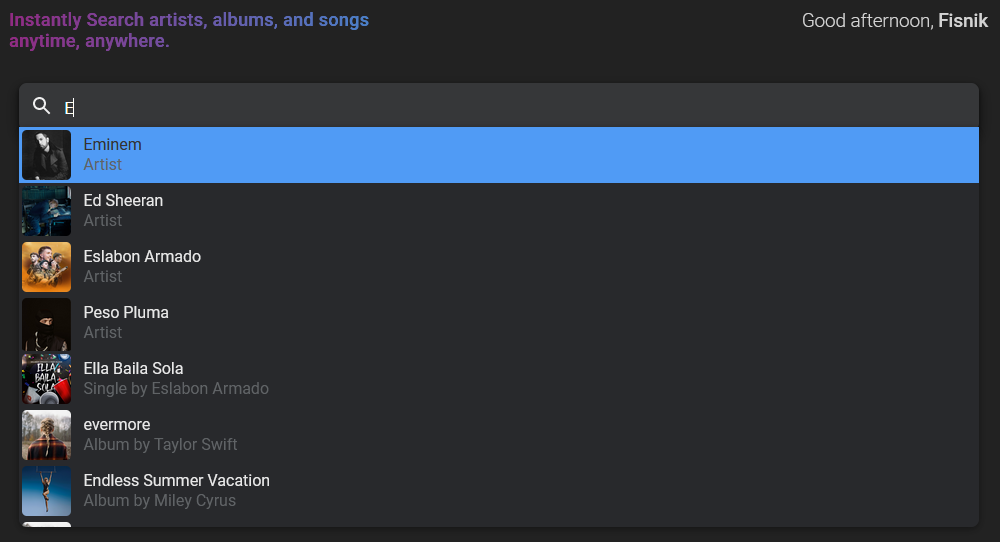 Instantly Search artists, albums, and songs
anytime, anywhere.
Good afternoon, Fisnik
E
Eminem
Artist
Ed Sheeran
Artist
Eslabon Armado
Artist
Peso Pluma
Artist
ELLA
BAILA
SOLA
Ella Baila Sola
Single by Eslabon Armado
evermore
Album by Taylor Swift
Endless Summer Vacation
Album by Miley Cyrus